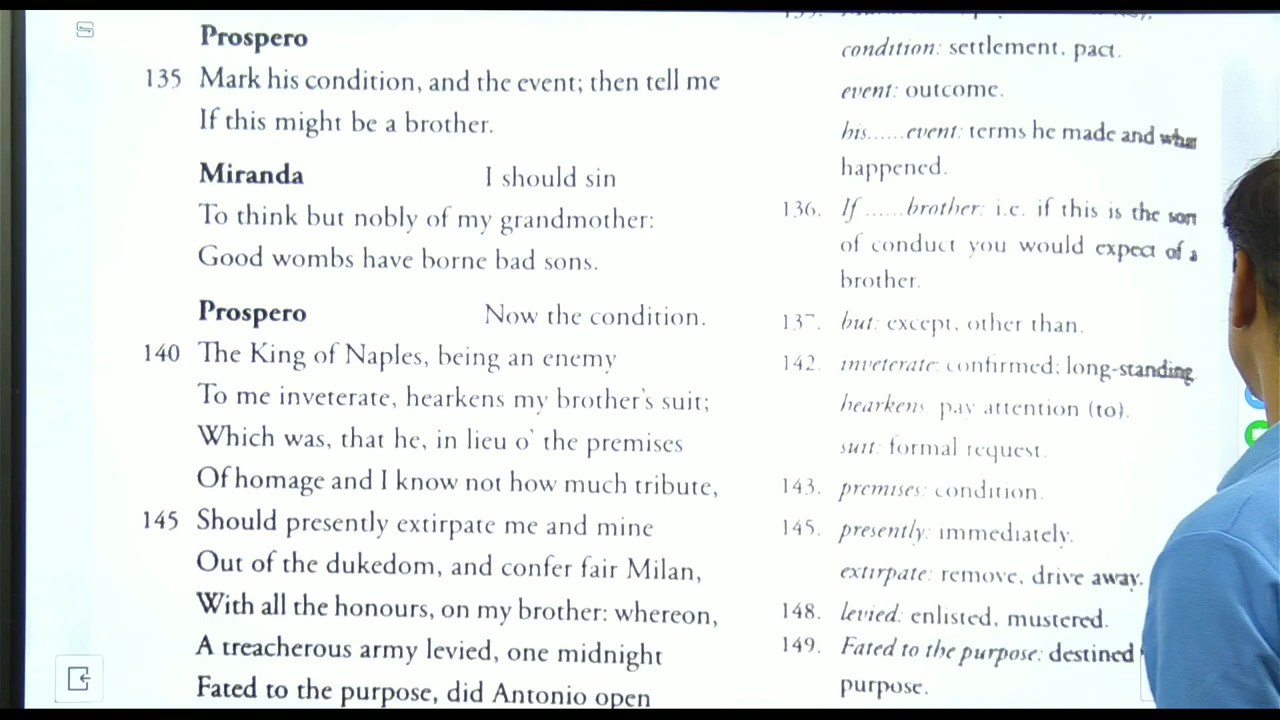 Prospero
135 Mark his condition, and the event; then tell me
If this might be a brother.
Miranda I should sin
To think but nobly of my grandmother:
Good wombs have borne bad sons.
Prospero Now the condition.
140 The King of Naples, being an enemy
To me inveterate, hearkens my brother's suit;
Which was, that he, in lieu o' the premises
Of homage and I know not how much tribute,
145 Should presently extirpate me and mine
Out of the dukedom, and confer fair Milan,
With all the honours, on my brother: whereon,
A treacherous army levied, one midnight
Fated to the purpose, did Antonio open
condition: settlement, pact.
event: outcome.
his......event: terms he made and what
happened.
136. If ......brother: i.e. if this is the sort
of conduct you would expect of a
brother.
137. but: except, other than.
142. inveterate: confirmed; long-standing.
hearkens pay attention (to).
suit: formal request.
143. premises: condition.
145. presently: immediately.
extirpate: remove, drive away.
148. levied: enlisted, mustered.
149. Fated to the purpose: destined
purpose.